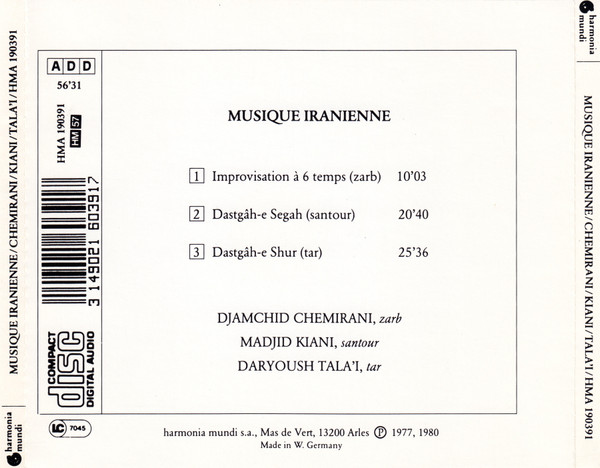 MUSIQUE IRANIENNE/CHEMIRANI/KIANI/TALA'I/HMA 190391
harmonia
mundi
ADD
56'31
HMA 190391
HM 57
3 149021 603917
COMPACT
disc
DIGITAL AUDIO
LC 7045
MUSIQUE IRANIENNE
1 Improvisation à 6 temps (zarb) 10'03
2 Dastgâh-e Segah (santour) 20'40
3 Dastgâh-e Shur (tar) 25'36
DJAMCHID CHEMIRANI, zarb
MADJID KIANI, santour
DARYOUSH TALA'I, tar
harmonia mundi s.a., Mas de Vert, 13200 Arles Ⓟ 1977, 1980
Made in W. Germany
harmonia
mundi
MUSIQUE IRANIENNE/CHEMIRANI/KIANI/TALA'I/HMA 190391